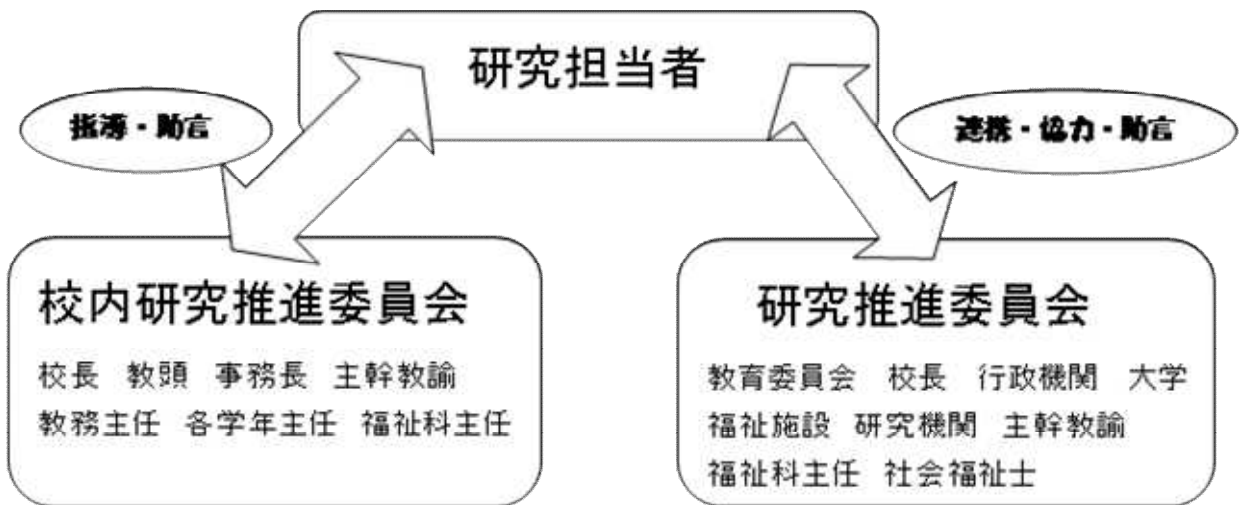 研究担当者
指導・助言
連携・協力・助言
校内研究推進委員会
校長 教頭 事務長 主幹教諭
教務主任 各学年主任 福祉科主任
研究推進委員会
教育委員会 校長 行政機関 大学
福祉施設 研究機関 主幹教諭
福祉科主任 社会福祉士